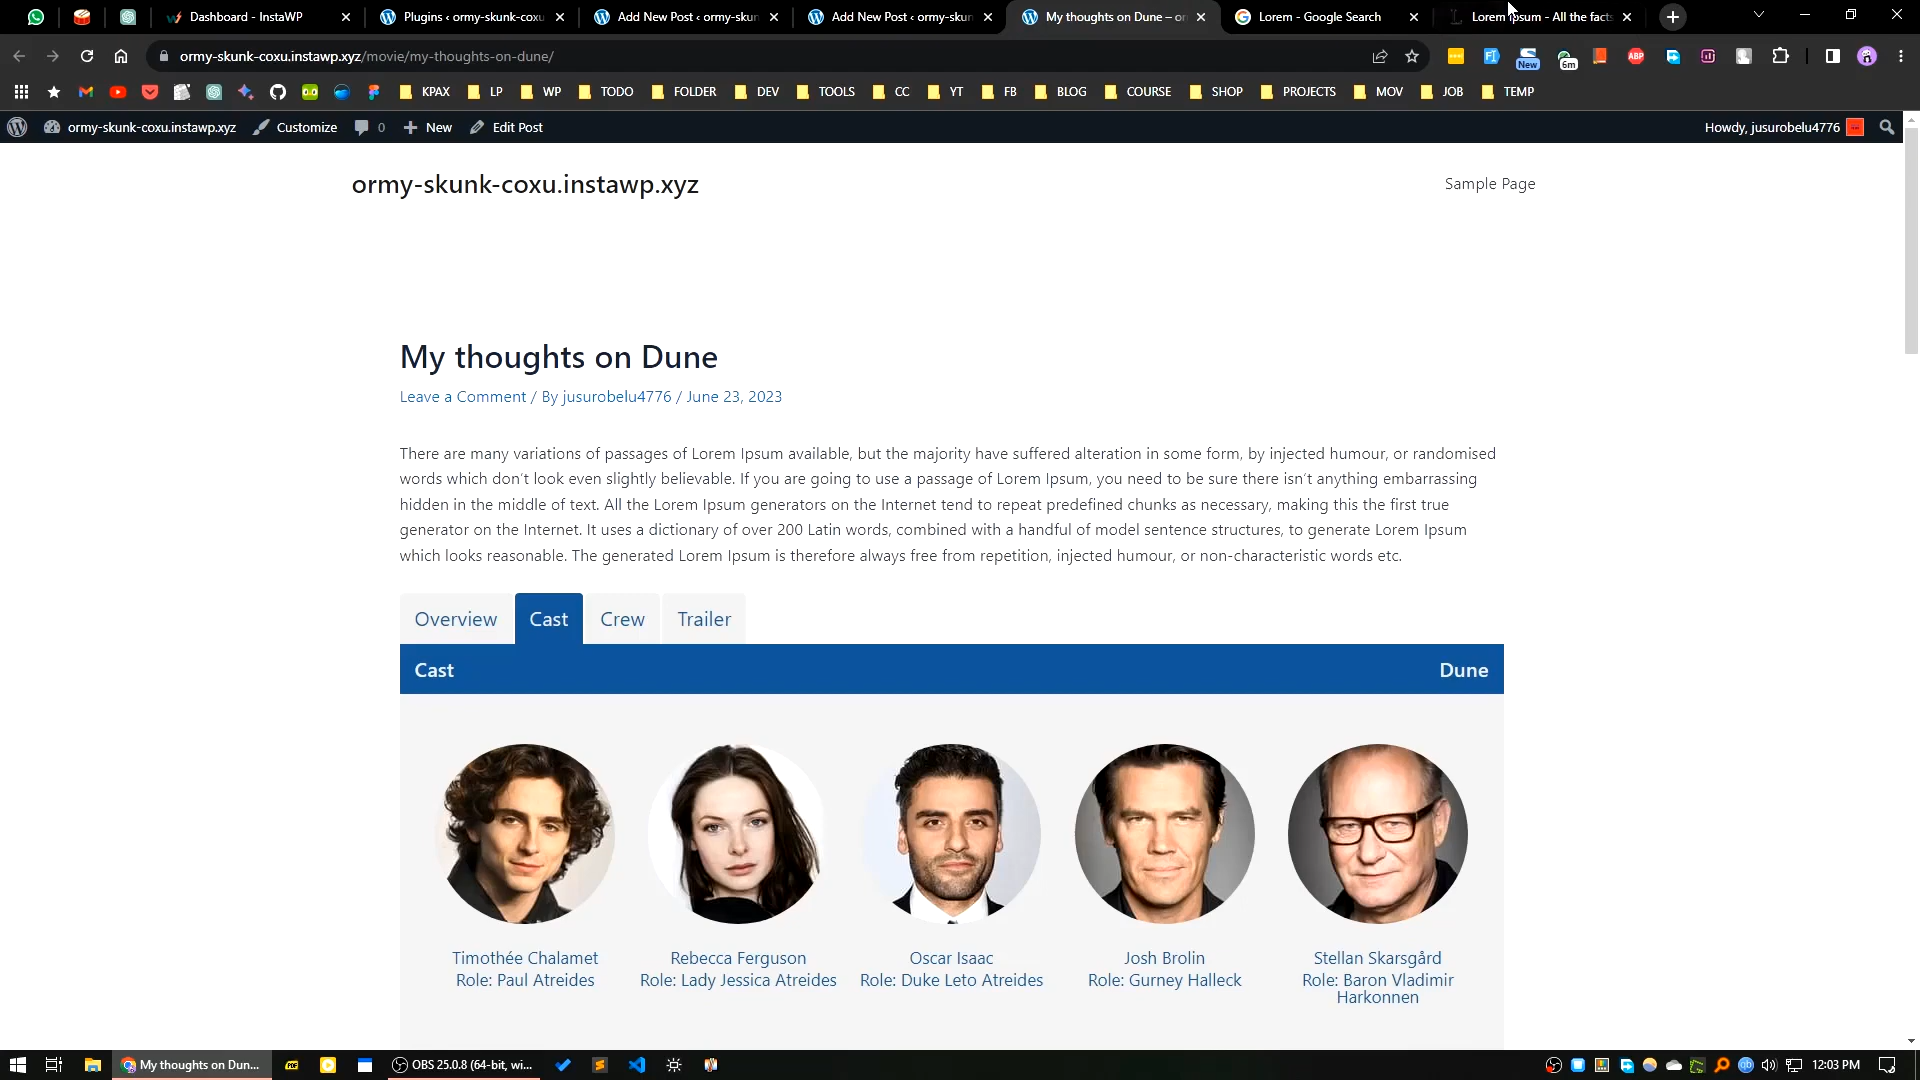 Dashboard - InstaWP
Plugins ‹ ormy-skunk-coxu
Add New Post ‹ ormy-skun
Add New Post ‹ ormy-skun
My thoughts on Dune – or
Lorem - Google Search
Lorem Ipsum - All the facts
ormy-skunk-coxu.instawp.xyz/movie/my-thoughts-on-dune/
New
6m
ABP
KPAX LP WP TODO FOLDER DEV TOOLS CC YT FB BLOG COURSE SHOP PROJECTS MOV JOB TEMP
ormy-skunk-coxu.instawp.xyz Customize 0 New Edit Post Howdy, jusurobelu4776
ormy-skunk-coxu.instawp.xyz
Sample Page
My thoughts on Dune
Leave a Comment / By jusurobelu4776 / June 23, 2023
There are many variations of passages of Lorem Ipsum available, but the majority have suffered alteration in some form, by injected humour, or randomised
words which don’t look even slightly believable. If you are going to use a passage of Lorem Ipsum, you need to be sure there isn’t anything embarrassing
hidden in the middle of text. All the Lorem Ipsum generators on the Internet tend to repeat predefined chunks as necessary, making this the first true
generator on the Internet. It uses a dictionary of over 200 Latin words, combined with a handful of model sentence structures, to generate Lorem Ipsum
which looks reasonable. The generated Lorem Ipsum is therefore always free from repetition, injected humour, or non-characteristic words etc.
Overview Cast Crew Trailer
Cast Dune
Timothée Chalamet
Role: Paul Atreides
Rebecca Ferguson
Role: Lady Jessica Atreides
Oscar Isaac
Role: Duke Leto Atreides
Josh Brolin
Role: Gurney Halleck
Stellan Skarsgård
Role: Baron Vladimir
Harkonnen
My thoughts on Dun...
OBS 25.0.8 (64-bit, wi...
12:03 PM